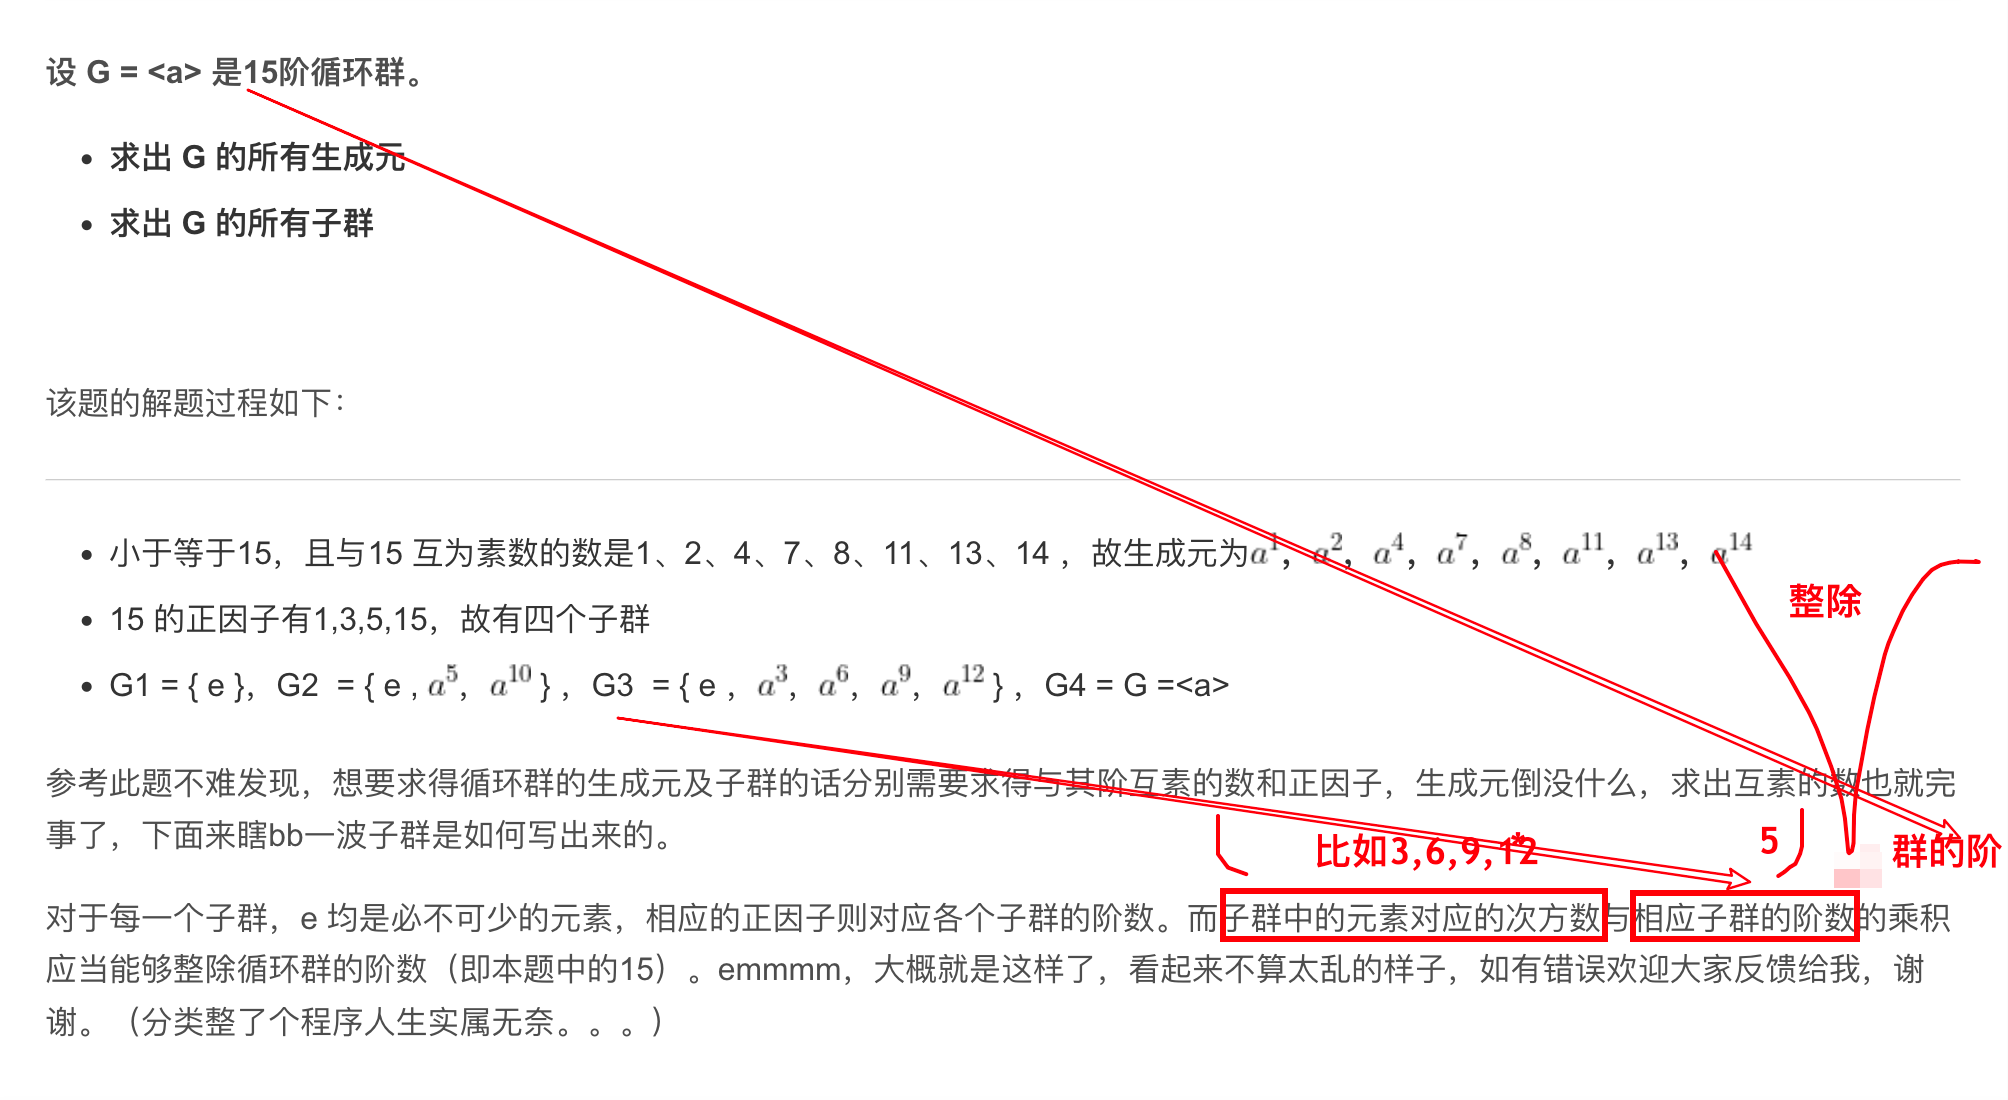 设 G = <a> 是15阶循环群。
• 求出 G 的所有生成元
• 求出 G 的所有子群
该题的解题过程如下：
• 小于等于15，且与15 互为素数的数是1、2、4、7、8、11、13、14 ，故生成元为a^1，a^2，a^4，a^7，a^8，a^11，a^13，a^14
整除
• 15 的正因子有1,3,5,15，故有四个子群
• G1 = { e }，G2 = { e , a^5，a^10 } ，G3 = { e ，a^3，a^6，a^9，a^12 } ，G4 = G =<a>
参考此题不难发现，想要求得循环群的生成元及子群的话分别需要求得与其阶互素的数和正因子，生成元倒没什么，求出互素的数也就完
事了，下面来瞎bb一波子群是如何写出来的。
比如3,6,9,12 * 5 群的阶
对于每一个子群，e 均是必不可少的元素，相应的正因子则对应各个子群的阶数。而子群中的元素对应的次方数与相应子群的阶数的乘积
应当能够整除循环群的阶数（即本题中的15）。emmmm，大概就是这样了，看起来不算太乱的样子，如有错误欢迎大家反馈给我，谢
谢。（分类整了个程序人生实属无奈。。。）